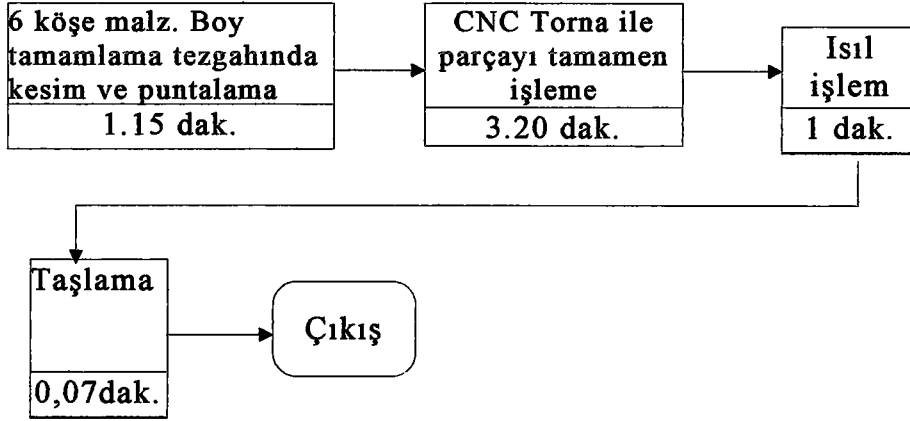 6 köşe malz. Boy
tamamlama tezgahında
kesim ve puntalama
1.15 dak.
CNC Torna ile
parçayı tamamen
işleme
3.20 dak.
Isıl
işlem
1 dak.
Taşlama
0,07dak.
Çıkış